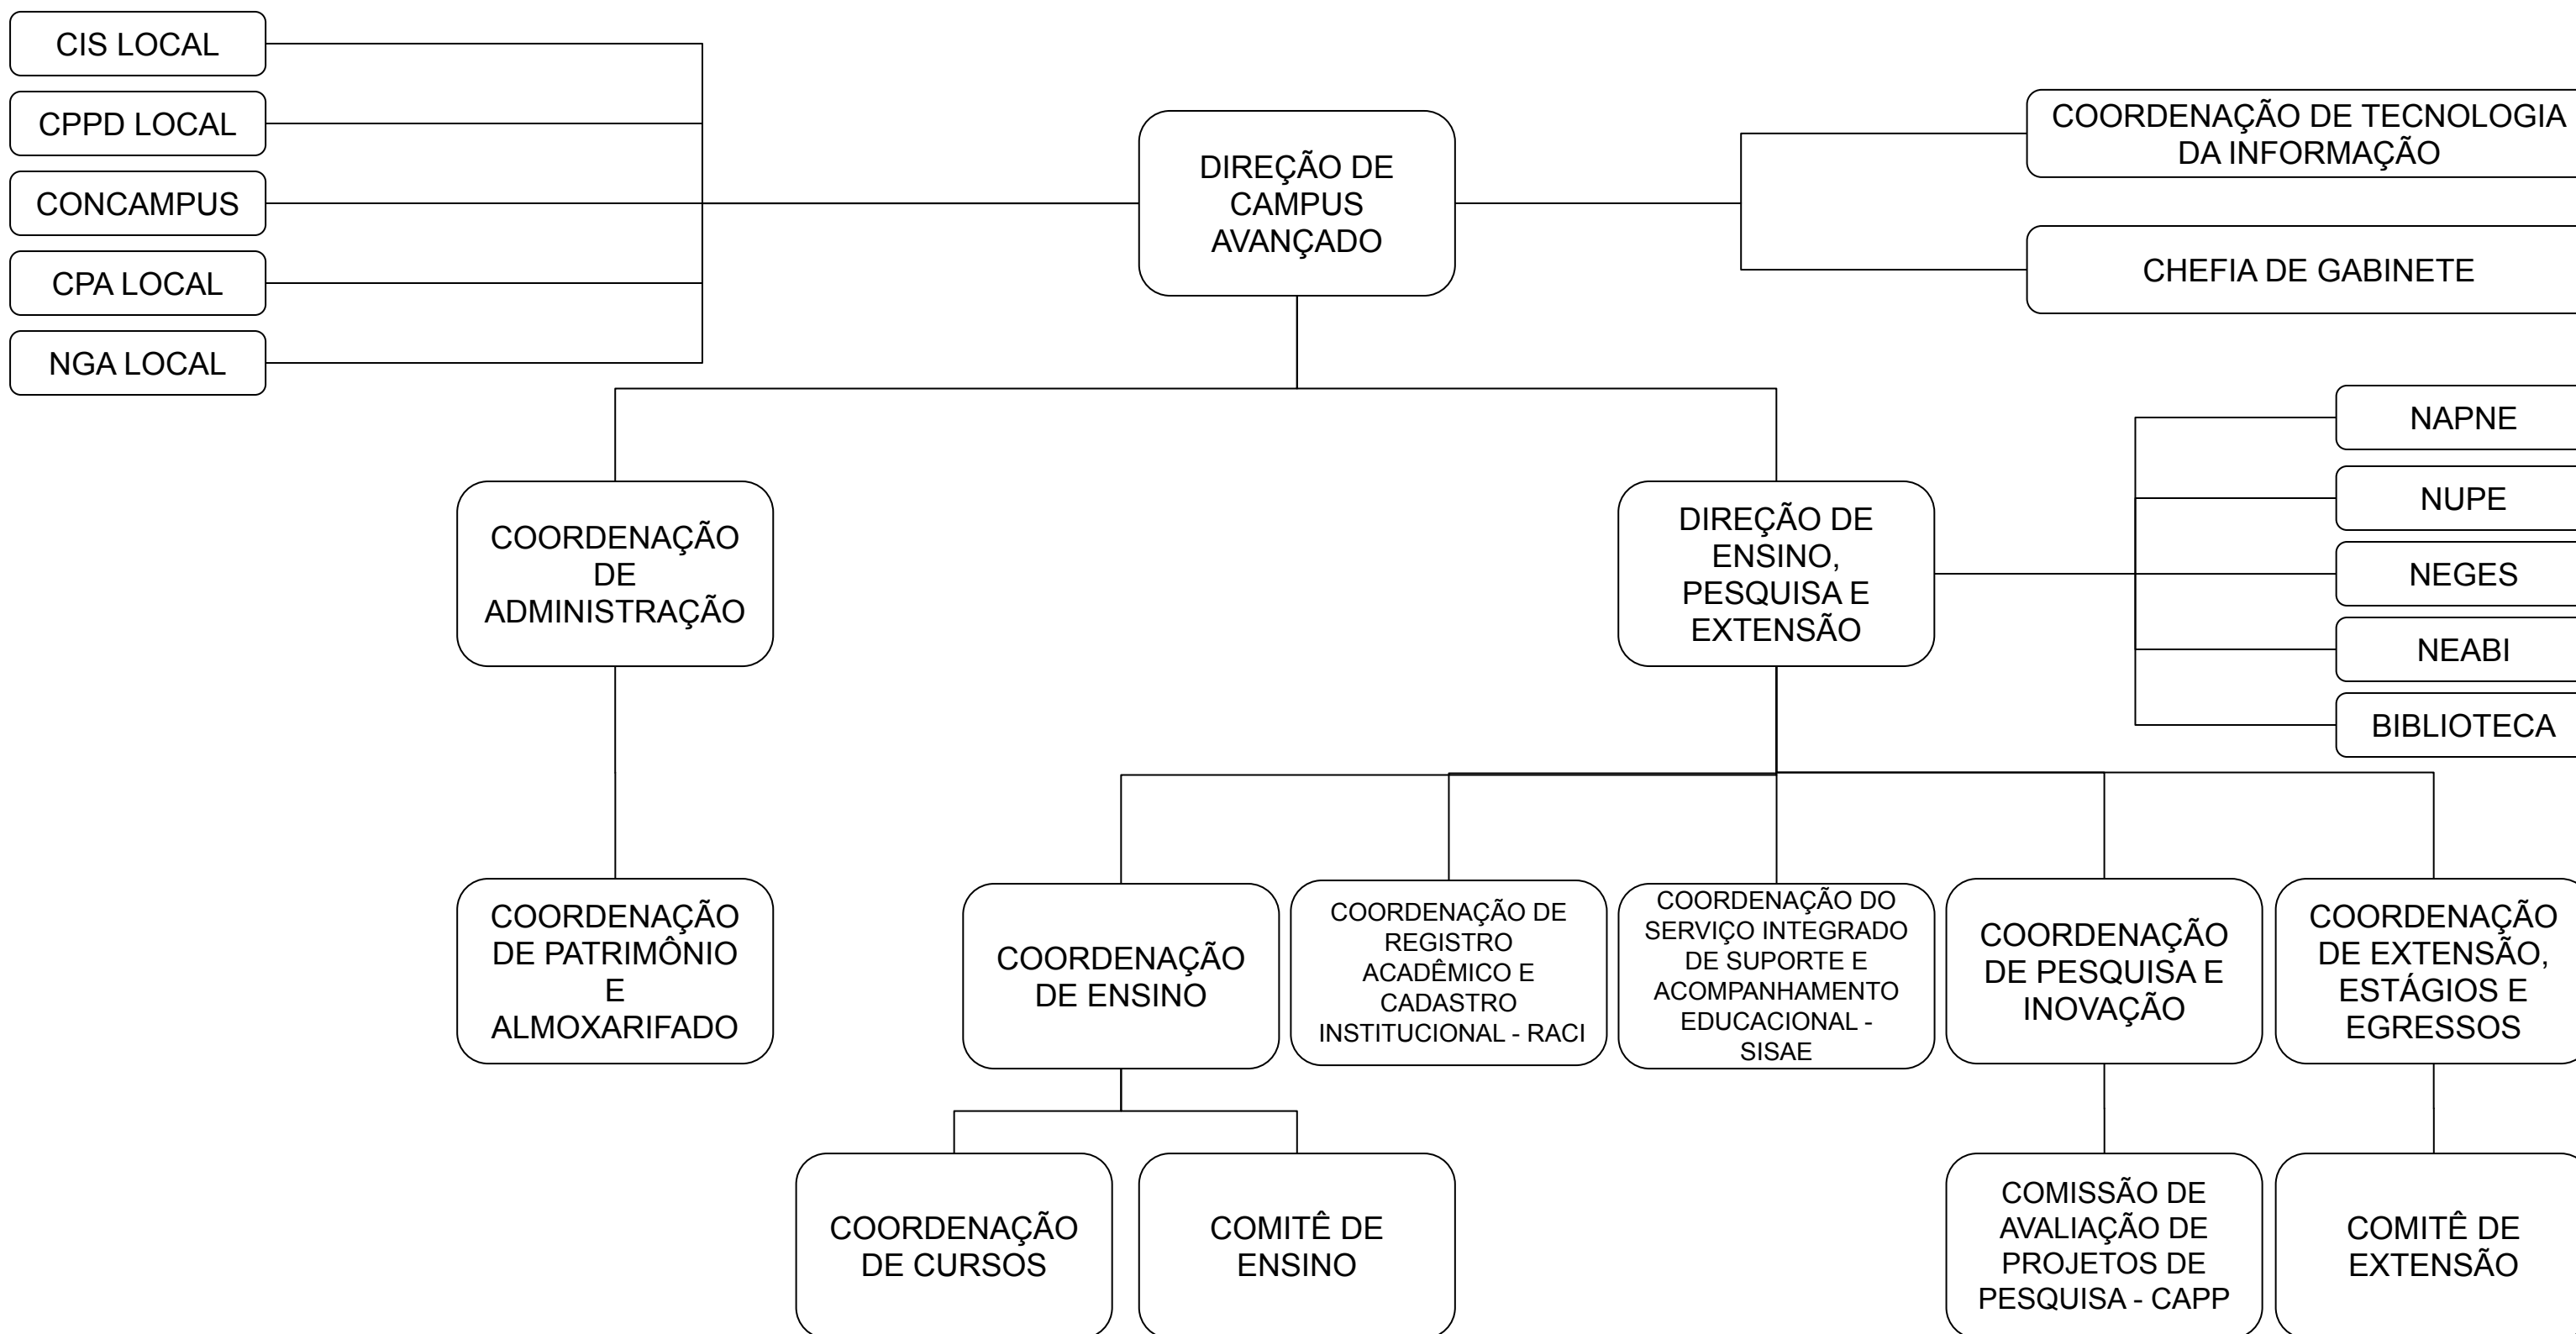 CIS LOCAL
CPPD LOCAL
CONCAMPUS
CPA LOCAL
NGA LOCAL
DIREÇÃO DE
CAMPUS
AVANÇADO
COORDENAÇÃO DE TECNOLOGIA
DA INFORMAÇÃO
CHEFIA DE GABINETE
COORDENAÇÃO
DE
ADMINISTRAÇÃO
DIREÇÃO DE
ENSINO,
PESQUISA E
EXTENSÃO
NAPNE
NUPE
NEGES
NEABI
BIBLIOTECA
COORDENAÇÃO
DE PATRIMÔNIO
E
ALMOXARIFADO
COORDENAÇÃO
DE ENSINO
COORDENAÇÃO DE
REGISTRO
ACADÊMICO E
CADASTRO
INSTITUCIONAL - RACI
COORDENAÇÃO DO
SERVIÇO INTEGRADO
DE SUPORTE E
ACOMPANHAMENTO
EDUCACIONAL -
SISAE
COORDENAÇÃO
DE PESQUISA E
INOVAÇÃO
COORDENAÇÃO
DE EXTENSÃO,
ESTÁGIOS E
EGRESSOS
COORDENAÇÃO
DE CURSOS
COMITÊ DE
ENSINO
COMISSÃO DE
AVALIAÇÃO DE
PROJETOS DE
PESQUISA - CAPP
COMITÊ DE
EXTENSÃO